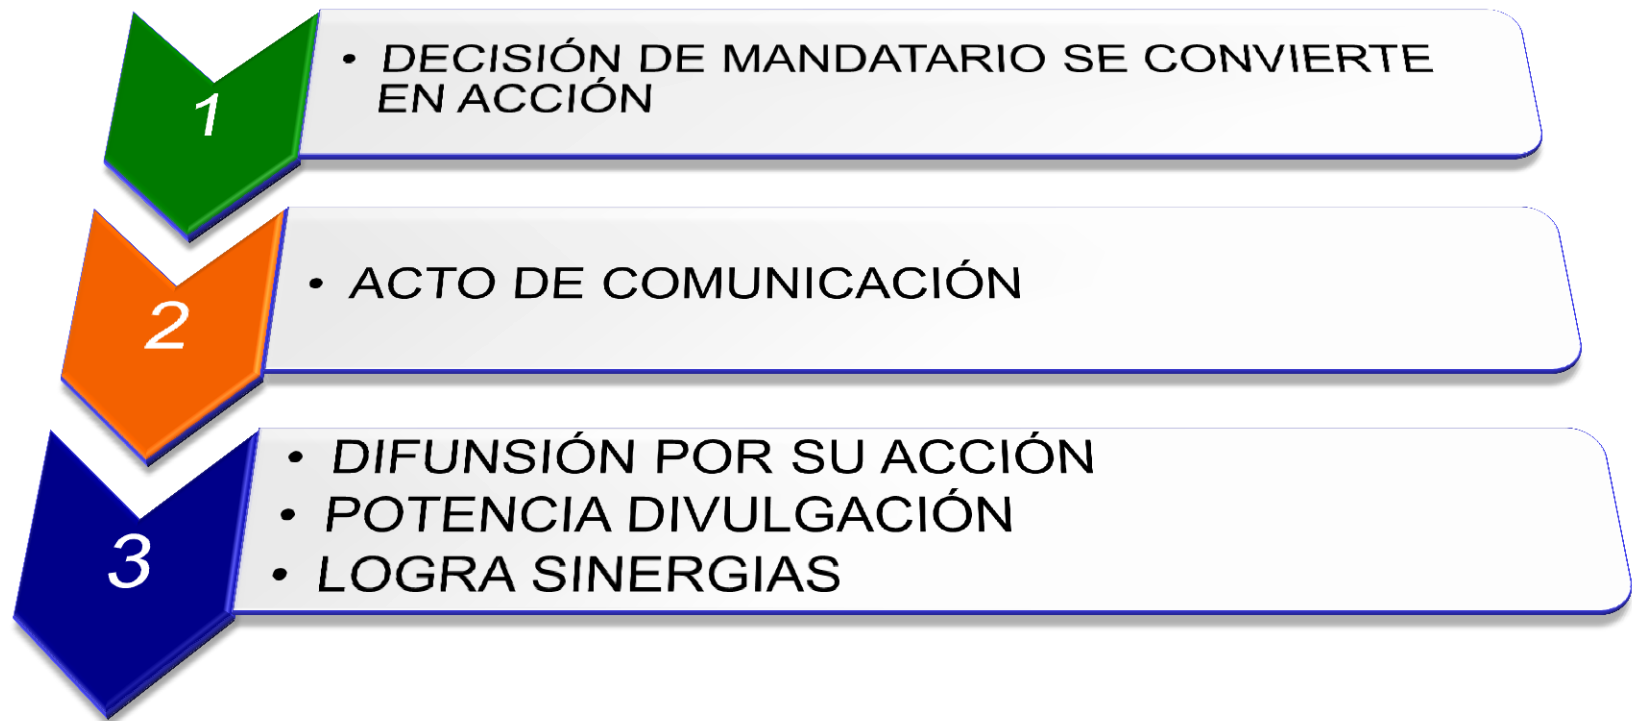 1
• DECISIÓN DE MANDATARIO SE CONVIERTE
EN ACCIÓN
2
• ACTO DE COMUNICACIÓN
3
• DIFUNSIÓN POR SU ACCIÓN
• POTENCIA DIVULGACIÓN
• LOGRA SINERGIAS